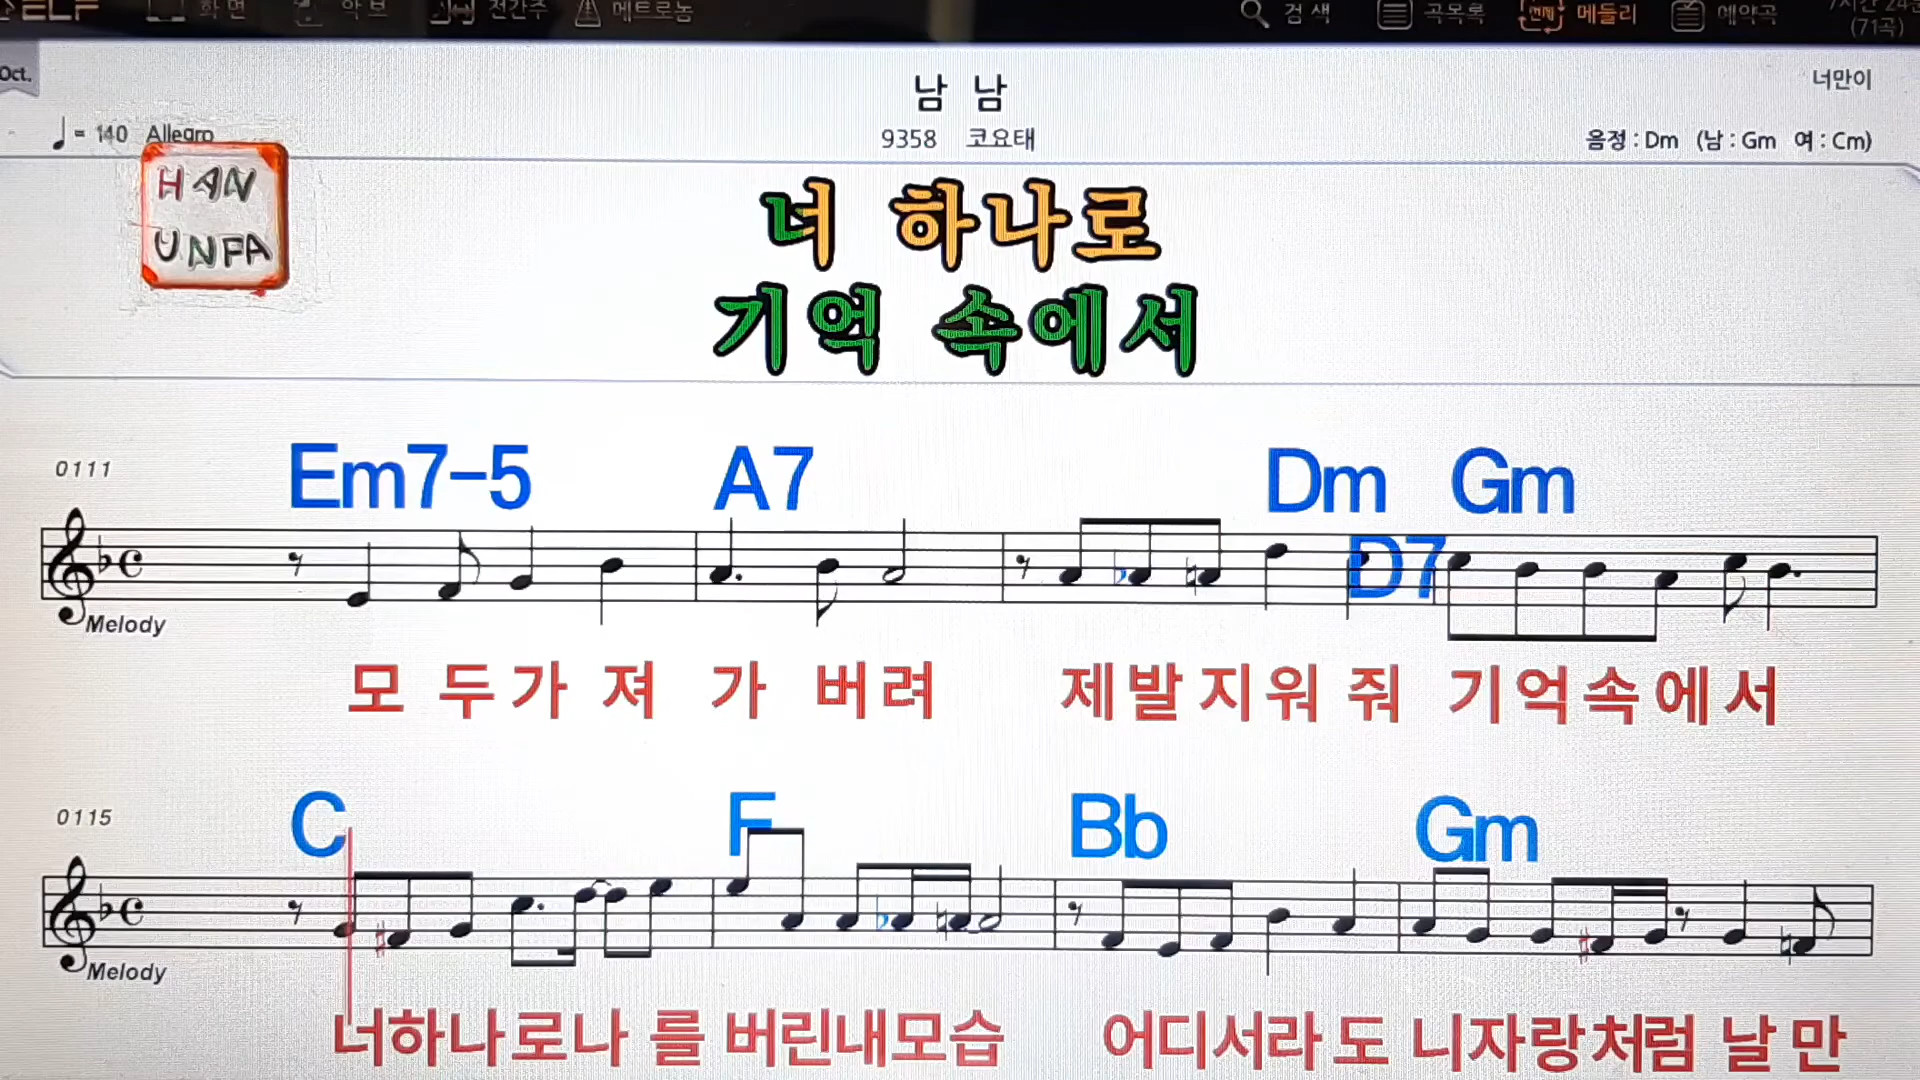 ELF 화면 악보 전간주 메트로놈 검색 곡목록 메들리 예약곡
(71곡)
Oct.
남 남
너만이
♩= 140 Allegro
9358 코요태
음정 : Dm (남 : Gm 여 : Cm)
HAN
UNFA
너 하나로
기억 속에서
0111
Em7-5 A7 Dm D7 Gm
Melody
모 두가 져 가 버려 제발지워 줘 기억속에서
0115
C F Bb Gm
Melody
너하나로나 를 버린내모습 어디서라도 니자랑처럼 날만